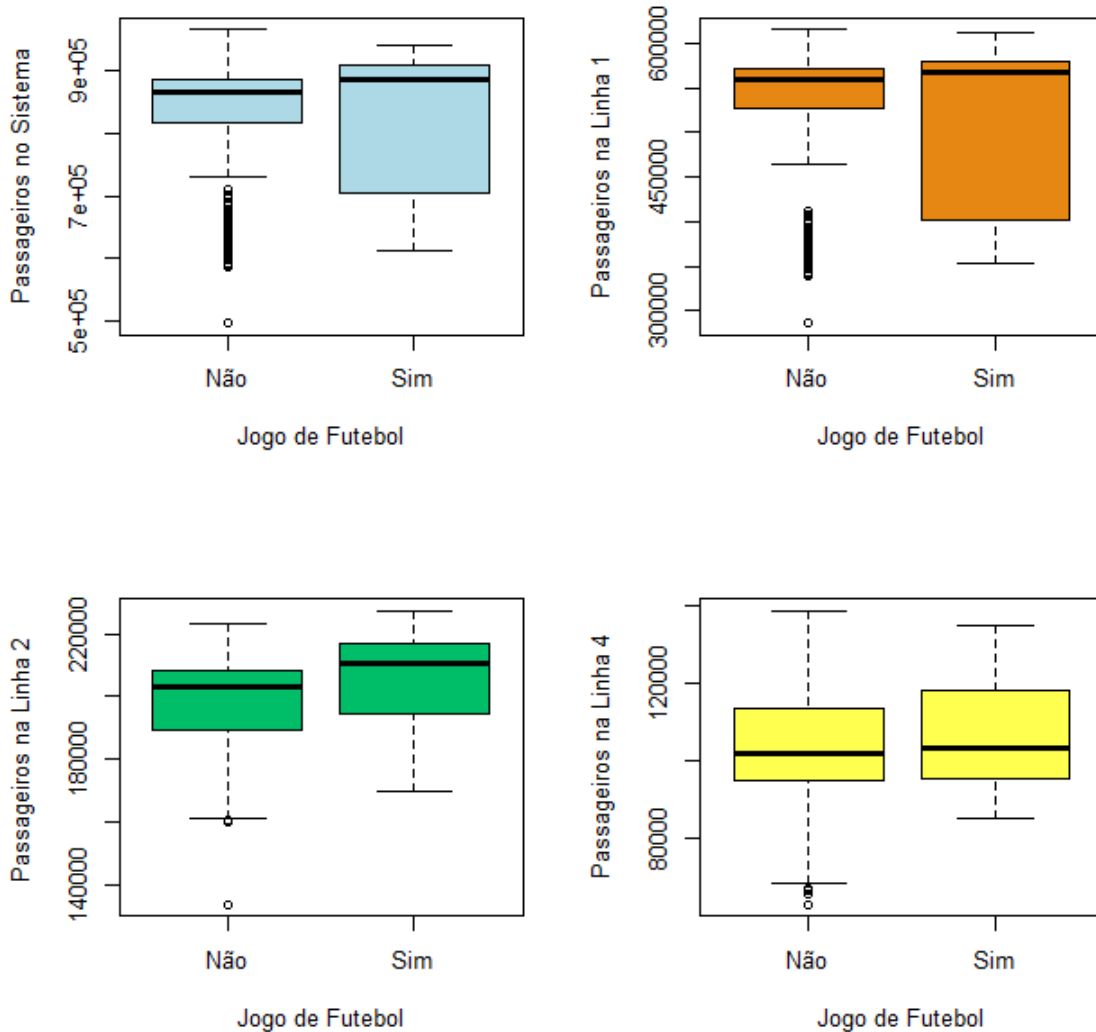 Passageiros no Sistema
9e+05
7e+05
5e+05
Não
Sim
Jogo de Futebol
Passageiros na Linha 1
600000
450000
300000
Não
Sim
Jogo de Futebol
Passageiros na Linha 2
220000
180000
140000
Não
Sim
Jogo de Futebol
Passageiros na Linha 4
120000
80000
Não
Sim
Jogo de Futebol